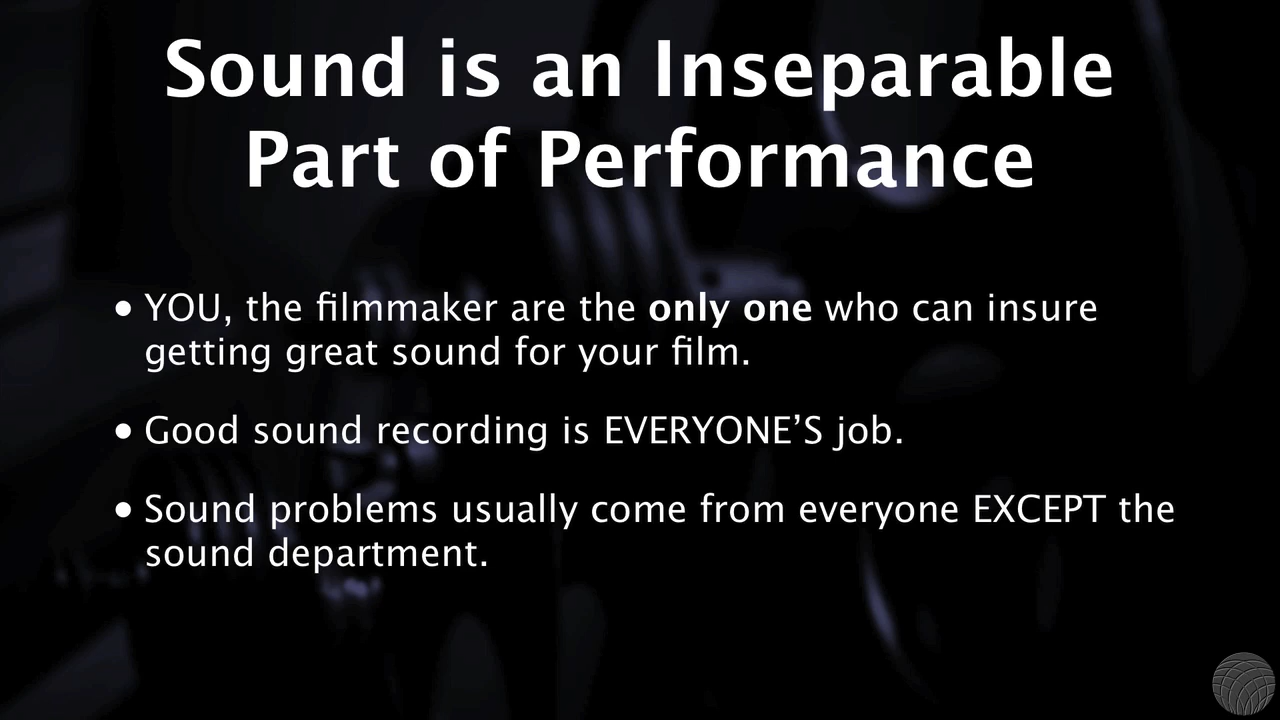 Sound is an Inseparable
Part of Performance
• YOU, the filmmaker are the only one who can insure
getting great sound for your film.
• Good sound recording is EVERYONE’S job.
• Sound problems usually come from everyone EXCEPT the
sound department.